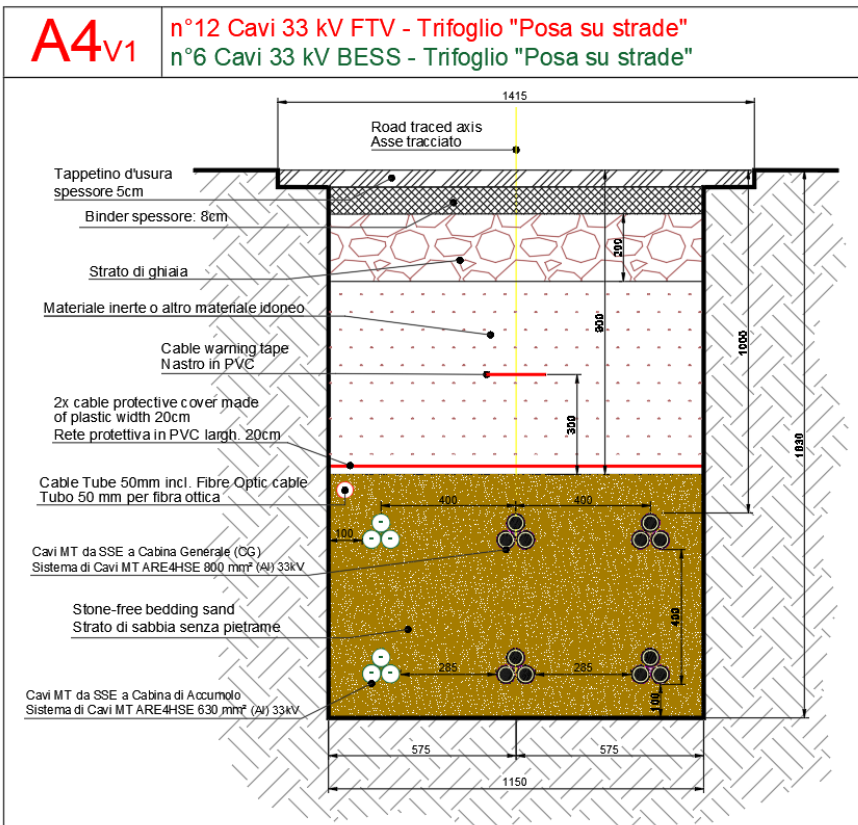 A4V1
n°12 Cavi 33 kV FTV - Trifoglio "Posa su strade"
n°6 Cavi 33 kV BESS - Trifoglio "Posa su strade"
1415
Road traced axis
Asse tracciato
Tappetino d'usura
spessore 5cm
Binder spessore: 8cm
200
Strato di ghiaia
Materiale inerte o altro materiale idoneo
900
1000
Cable warning tape
Nastro in PVC
1830
2x cable protective cover made
of plastic width 20cm
Rete protettiva in PVC largh. 20cm
300
Cable Tube 50mm incl. Fibre Optic cable
Tubo 50 mm per fibra ottica
400
400
100
Cavi MT da SSE a Cabina Generale (CG)
Sistema di Cavi MT ARE4HSE 800 mm² (Al) 33kV
Stone-free bedding sand
Strato di sabbia senza pietrame
400
285
285
Cavi MT da SSE a Cabina di Accumolo
Sistema di Cavi MT ARE4HSE 630 mm² (Al) 33kV
100
575
575
1150